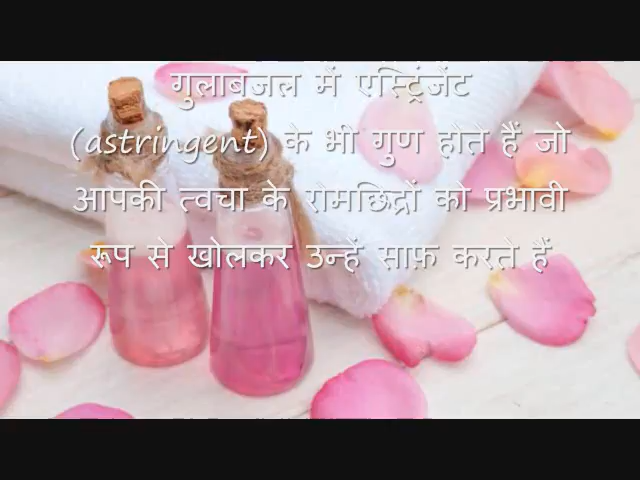 गुलाबजल में एस्ट्रिंजेंट
(astringent) के भी गुण होते हैं जो
आपकी त्वचा के रोमछिद्रों को प्रभावी
रूप से खोलकर उन्हें साफ़ करते हैं